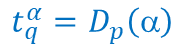 t_q^α = D_p(α)